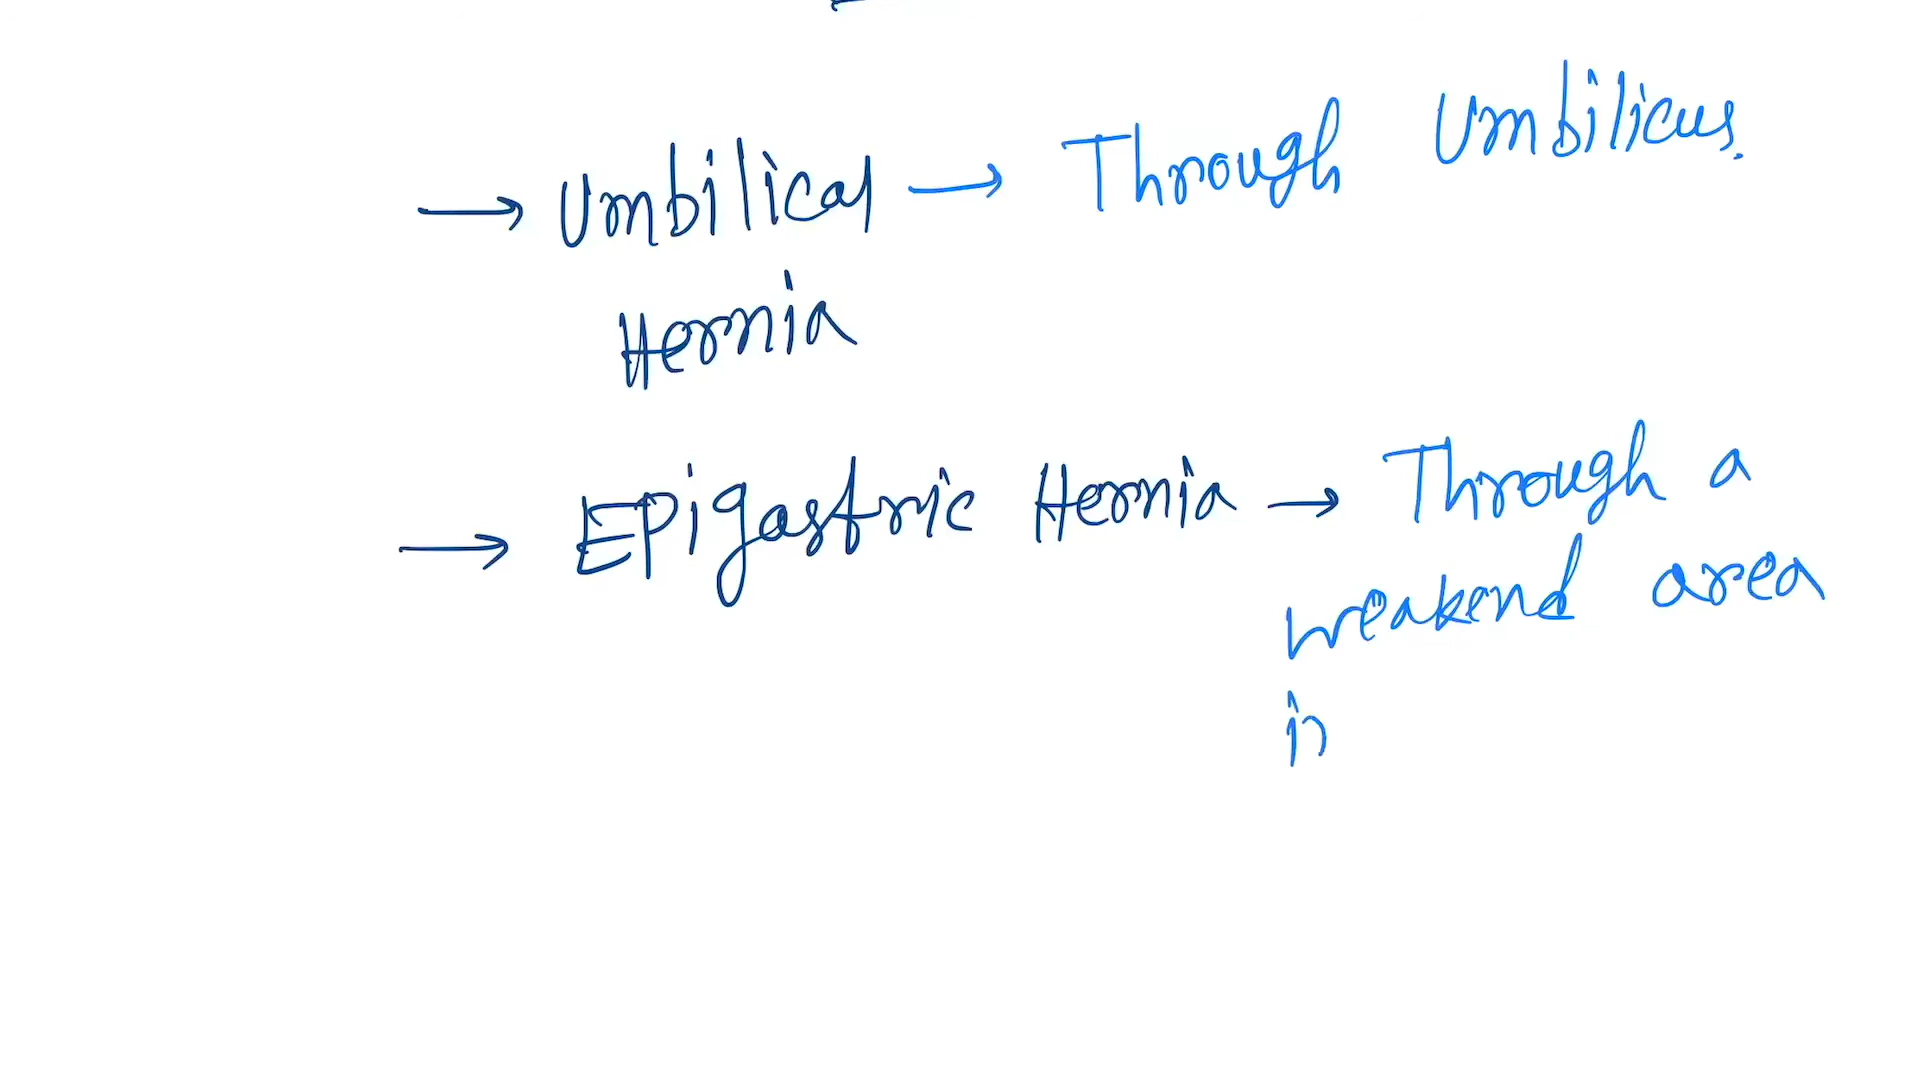 → Umbilical → Through Umbilicus.
Hernia
→ Epigastric Hernia → Through a
weakend area
in